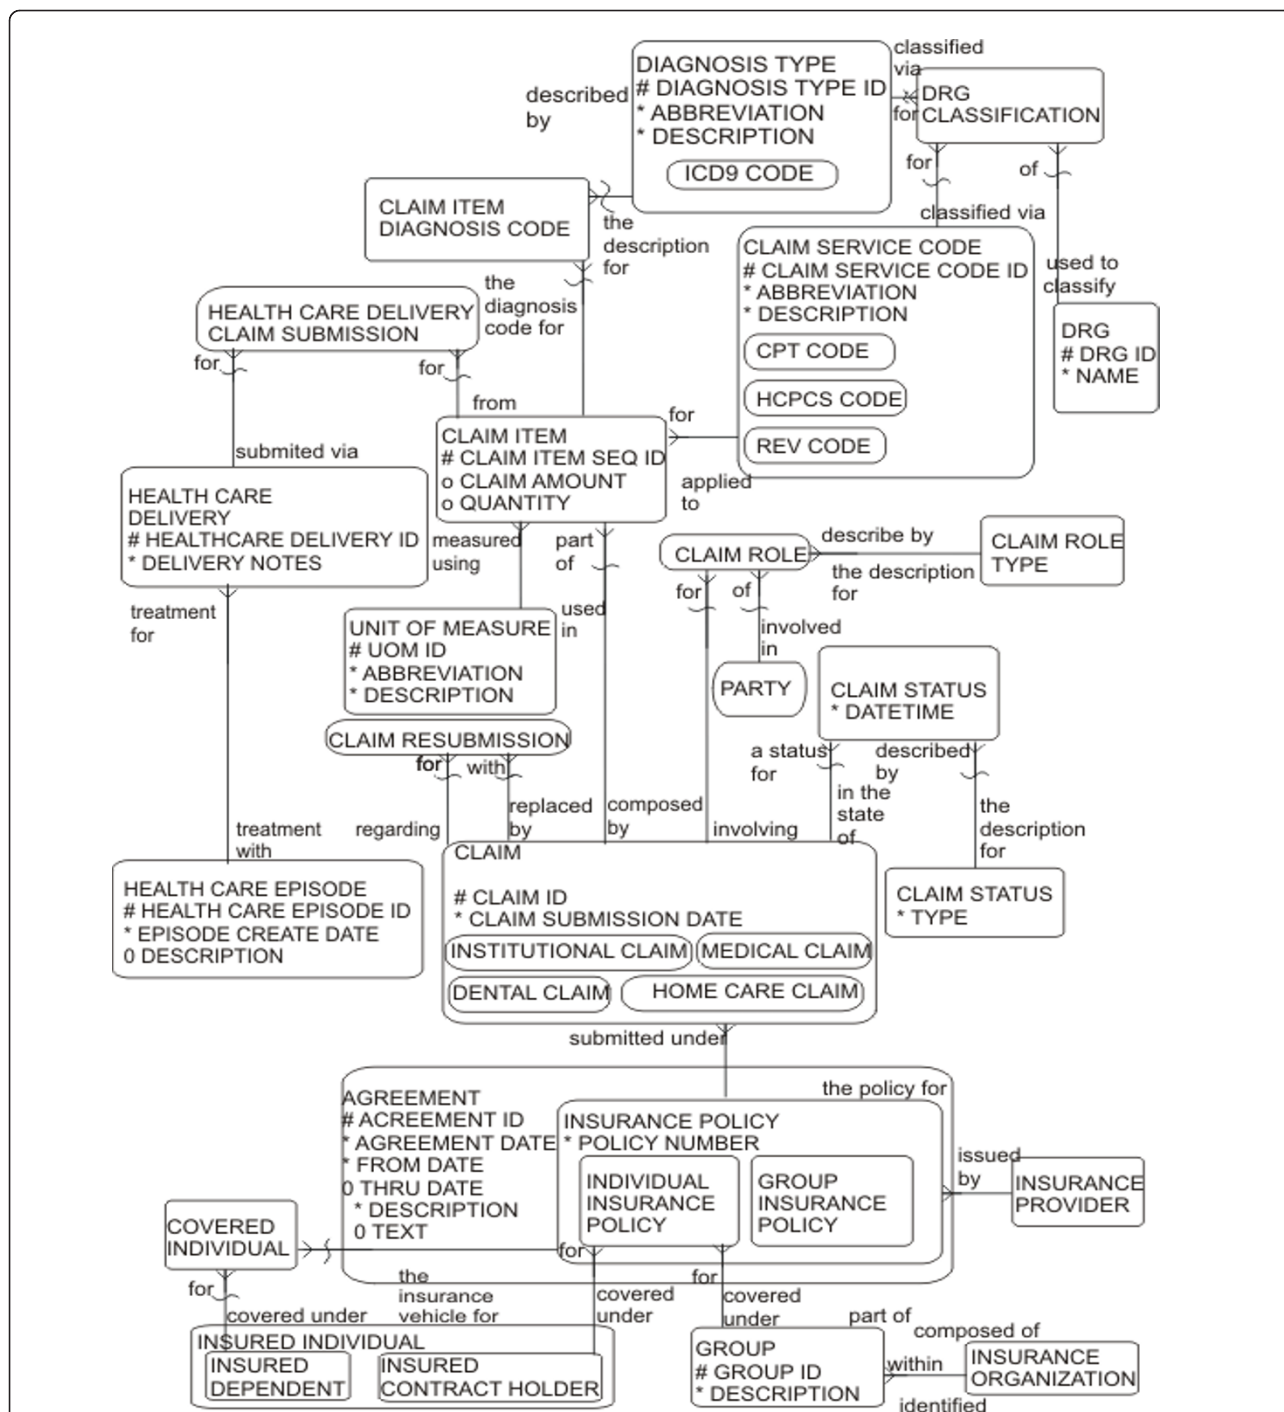 DIAGNOSIS TYPE
# DIAGNOSIS TYPE ID
* ABBREVIATION
* DESCRIPTION
ICD9 CODE
classified
via
for
DRG
CLASSIFICATION
described
by
CLAIM ITEM
DIAGNOSIS CODE
the
description
for
for
classified via
of
used to
classify
CLAIM SERVICE CODE
# CLAIM SERVICE CODE ID
* ABBREVIATION
* DESCRIPTION
CPT CODE
HCPCS CODE
REV CODE
DRG
# DRG ID
* NAME
the
diagnosis
code for
HEALTH CARE DELIVERY
CLAIM SUBMISSION
for
for
from
submited via
CLAIM ITEM
# CLAIM ITEM SEQ ID
o CLAIM AMOUNT
o QUANTITY
for
applied
to
HEALTH CARE
DELIVERY
# HEALTHCARE DELIVERY ID
* DELIVERY NOTES
measured
using
part
of
CLAIM ROLE
describe by
the description
for
CLAIM ROLE
TYPE
treatment
for
used
in
for
of
involved
in
UNIT OF MEASURE
# UOM ID
* ABBREVIATION
* DESCRIPTION
PARTY
CLAIM STATUS
* DATETIME
CLAIM RESUBMISSION
for
with
a status
for
described
by
in the
state
of
the
description
for
replaced
by
composed
by
treatment
with
regarding
involving
CLAIM
# CLAIM ID
* CLAIM SUBMISSION DATE
INSTITUTIONAL CLAIM
MEDICAL CLAIM
DENTAL CLAIM
HOME CARE CLAIM
HEALTH CARE EPISODE
# HEALTH CARE EPISODE ID
* EPISODE CREATE DATE
0 DESCRIPTION
CLAIM STATUS
* TYPE
submitted under
the policy for
AGREEMENT
# ACREEMENT ID
* AGREEMENT DATE
* FROM DATE
0 THRU DATE
* DESCRIPTION
0 TEXT
INSURANCE POLICY
* POLICY NUMBER
INDIVIDUAL
INSURANCE
POLICY
GROUP
INSURANCE
POLICY
issued
by
INSURANCE
PROVIDER
COVERED
INDIVIDUAL
for
for
for
the
insurance
vehicle for
covered under
covered
under
covered
under
part of
composed of
INSURED INDIVIDUAL
INSURED
DEPENDENT
INSURED
CONTRACT HOLDER
GROUP
# GROUP ID
* DESCRIPTION
within
INSURANCE
ORGANIZATION
identified